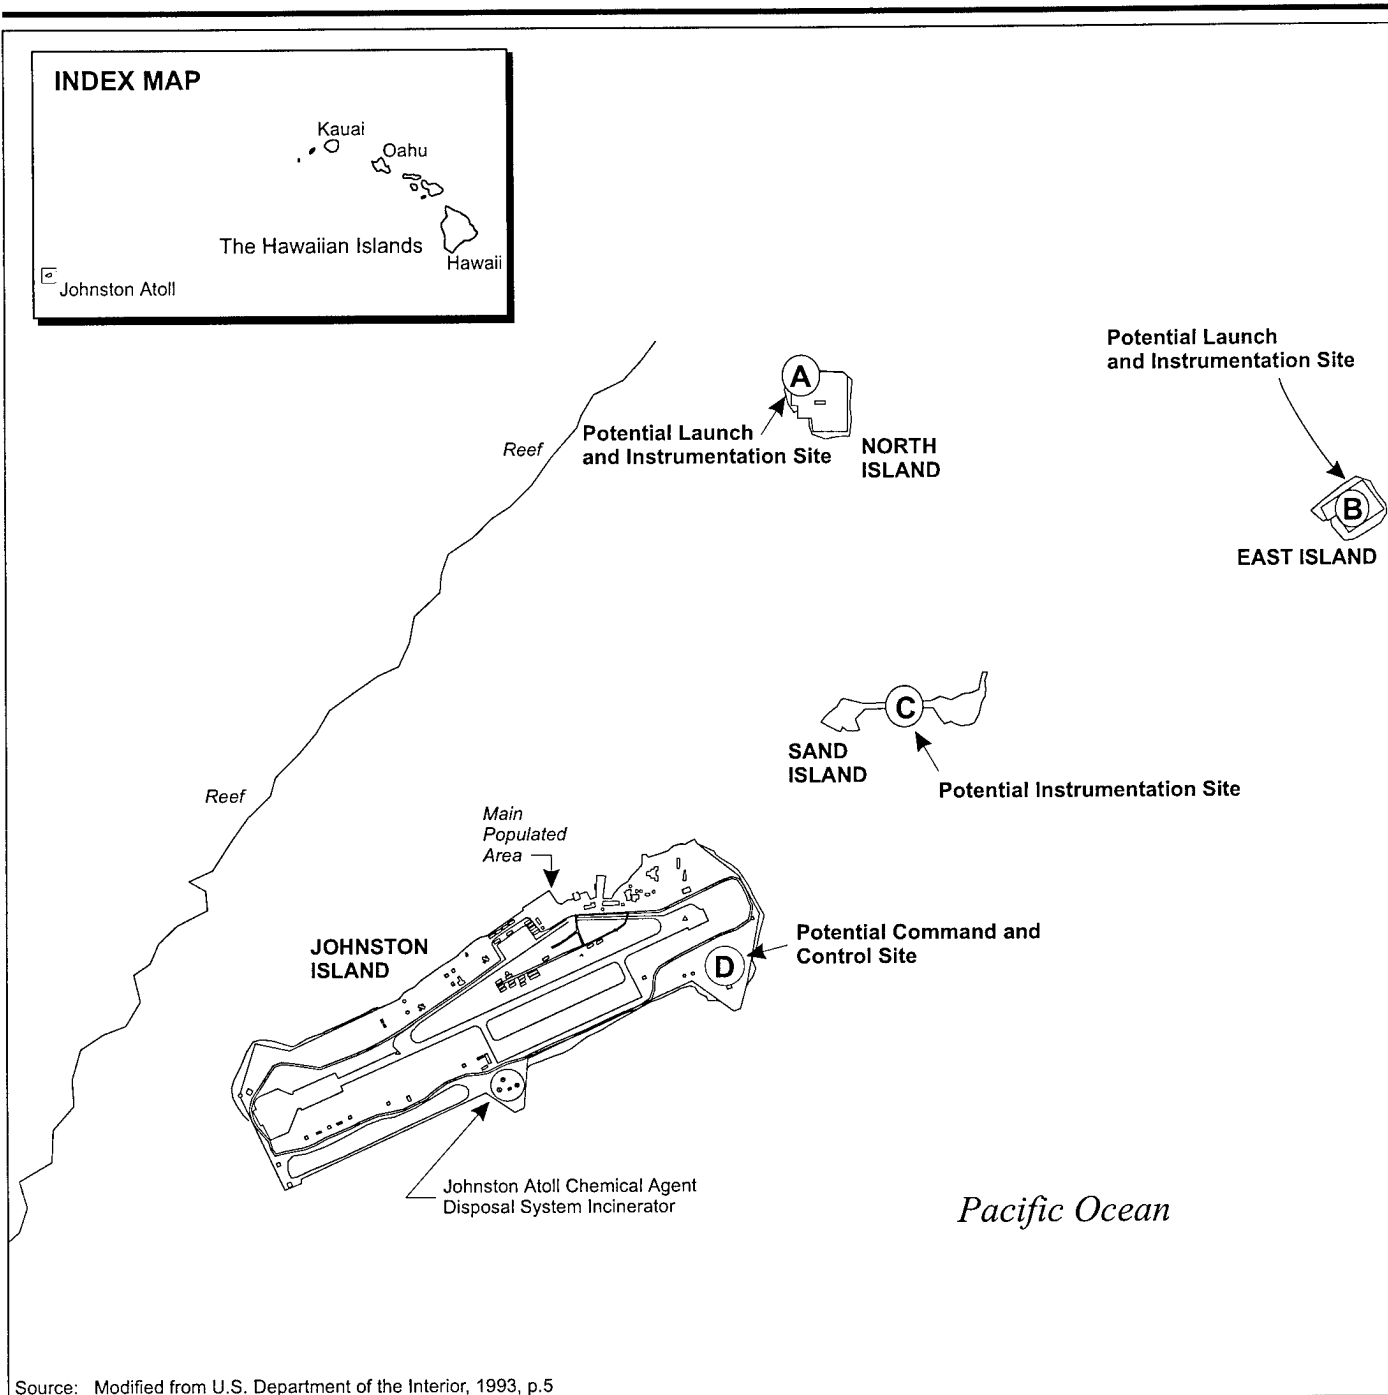 INDEX MAP
Kauai
Oahu
The Hawaiian Islands
Hawaii
Johnston Atoll
Potential Launch
and Instrumentation Site
A
Potential Launch
and Instrumentation Site
NORTH
ISLAND
Reef
B
EAST ISLAND
C
SAND
ISLAND
Potential Instrumentation Site
Reef
Main
Populated
Area
JOHNSTON
ISLAND
Potential Command and
Control Site
D
Johnston Atoll Chemical Agent
Disposal System Incinerator
Pacific Ocean
Source: Modified from U.S. Department of the Interior, 1993, p.5